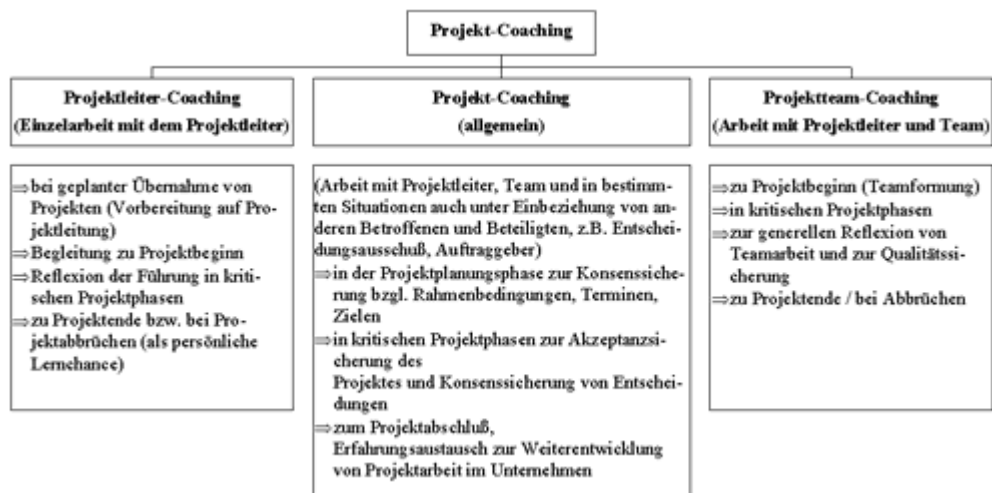 Projekt-Coaching
Projektleiter-Coaching
(Einzelarbeit mit dem Projektleiter)
⇒bei geplanter Übernahme von
Projekten (Vorbereitung auf Pro-
jektleitung)
⇒Begleitung zu Projektbeginn
⇒Reflexion der Führung in kriti-
schen Projektphasen
⇒zu Projektende bzw. bei Pro-
jektabbrüchen (als persönliche
Lernchance)
Projekt-Coaching
(allgemein)
(Arbeit mit Projektleiter, Team und in bestimm-
ten Situationen auch unter Einbeziehung von an-
deren Betroffenen und Beteiligten, z.B. Entschei-
dungsausschuß, Auftraggeber)
⇒in der Projektplanungsphase zur Konsenssiche-
rung bzgl. Rahmenbedingungen, Terminen,
Zielen
⇒in kritischen Projektphasen zur Akzeptanzsi-
cherung des
Projektes und Konsenssicherung von Entschei-
dungen
⇒zum Projektabschluß,
Erfahrungsaustausch zur Weiterentwicklung
von Projektarbeit im Unternehmen
Projektteam-Coaching
(Arbeit mit Projektleiter und Team)
⇒zu Projektbeginn (Teamformung)
⇒in kritischen Projektphasen
⇒zur generellen Reflexion von
Teamarbeit und zur Qualitätssi-
cherung
⇒zu Projektende / bei Abbrüchen